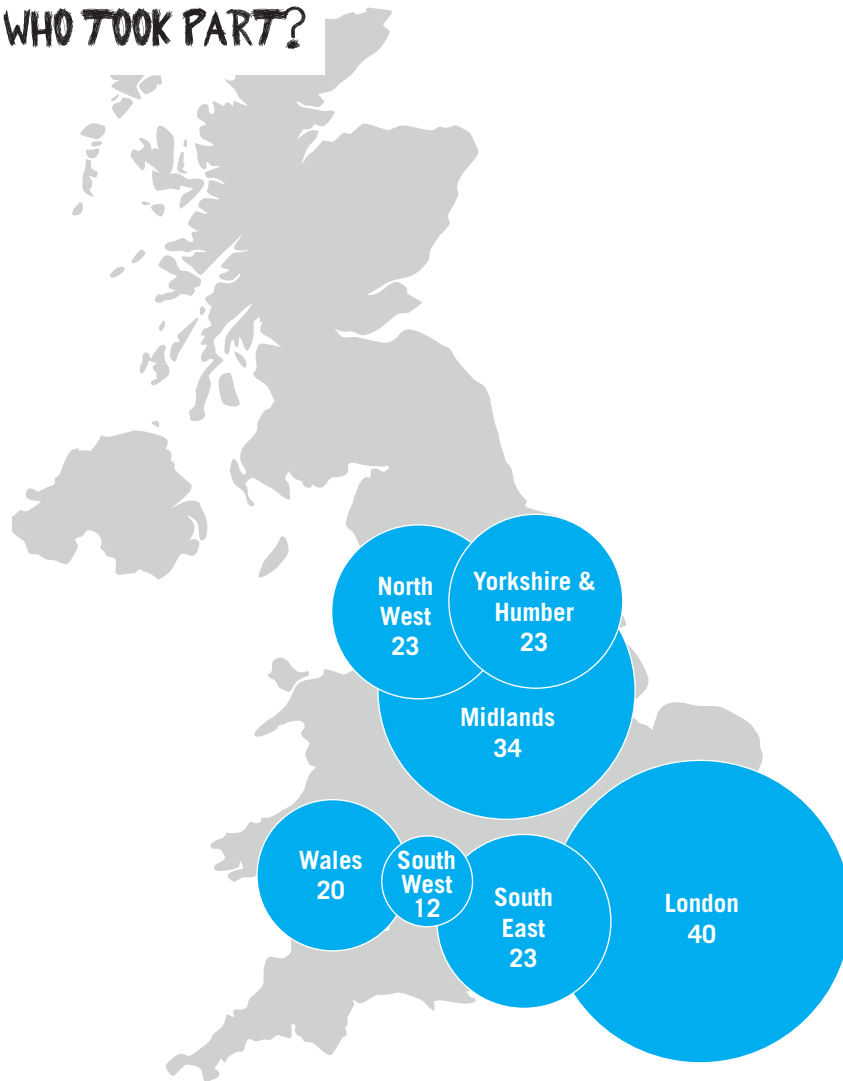 WHO TOOK PART?
North
West
23
Yorkshire &
Humber
23
Midlands
34
Wales
20
South
West
12
South
East
23
London
40